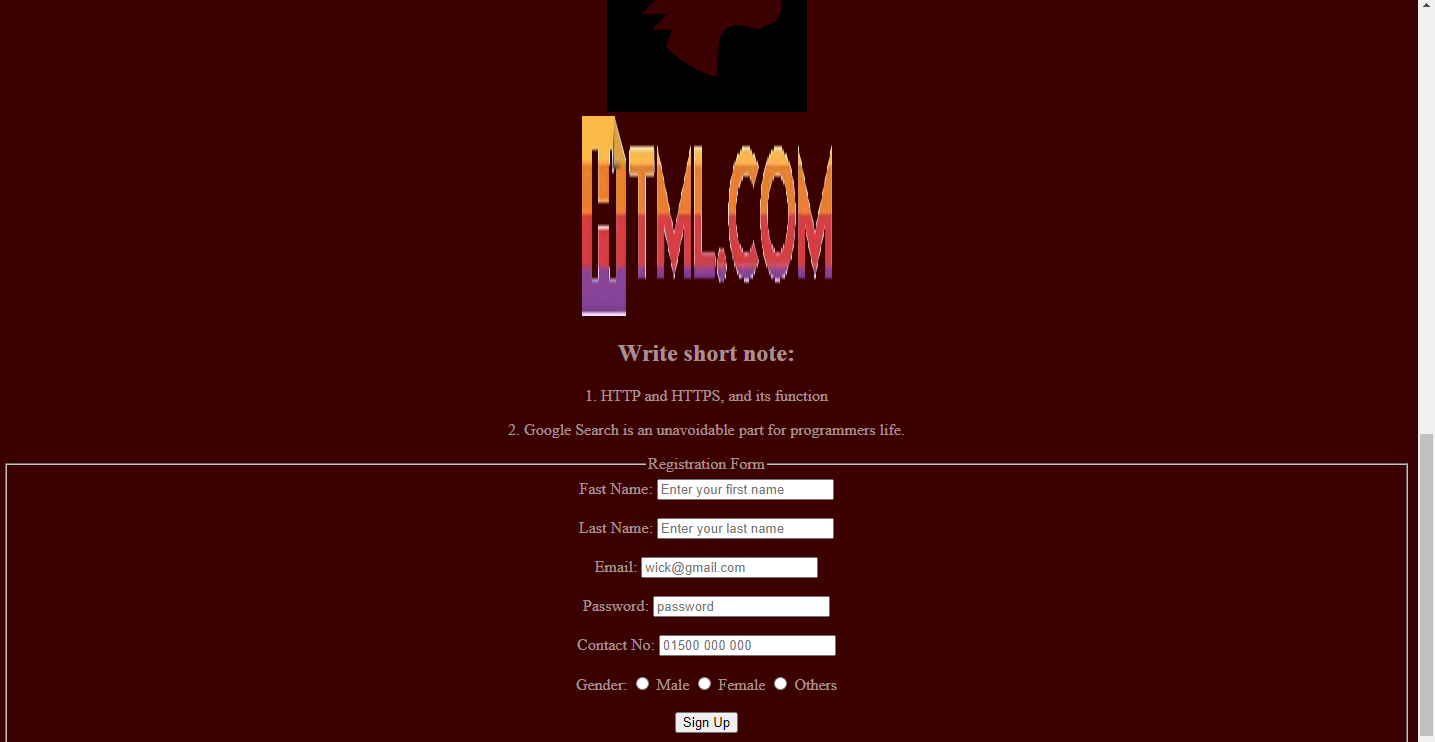 HTML.COM
Write short note:
1. HTTP and HTTPS, and its function
2. Google Search is an unavoidable part for programmers life.
Registration Form
Fast Name: Enter your first name
Last Name: Enter your last name
Email: wick@gmail.com
Password: password
Contact No: 01500 000 000
Gender: Male Female Others
Sign Up